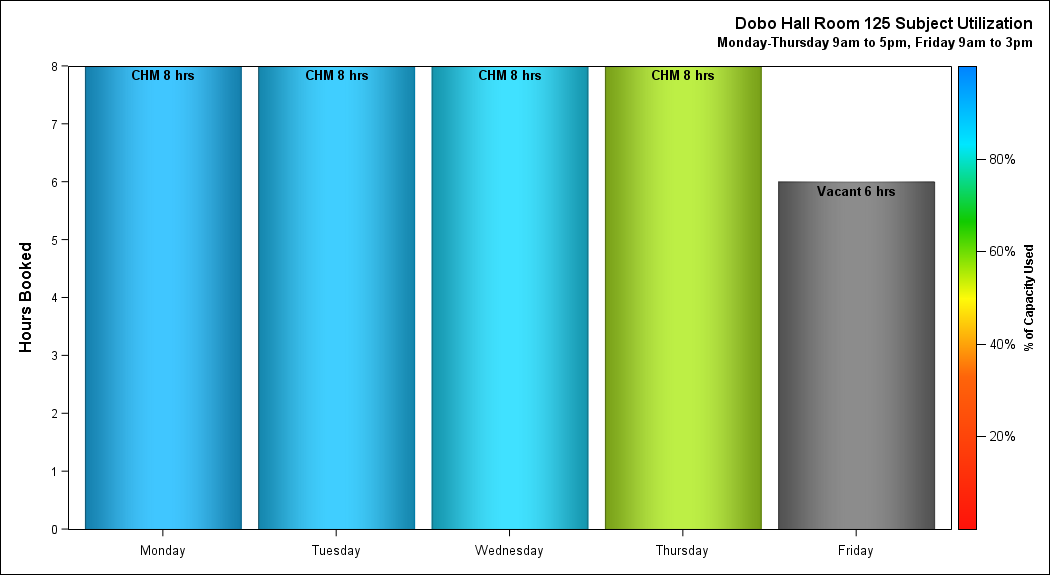 Dobo Hall Room 125 Subject Utilization
Monday-Thursday 9am to 5pm, Friday 9am to 3pm
Hours Booked
8
7
6
5
4
3
2
1
0
CHM 8 hrs
CHM 8 hrs
CHM 8 hrs
CHM 8 hrs
Vacant 6 hrs
Monday
Tuesday
Wednesday
Thursday
Friday
80%
60%
40%
20%
% of Capacity Used